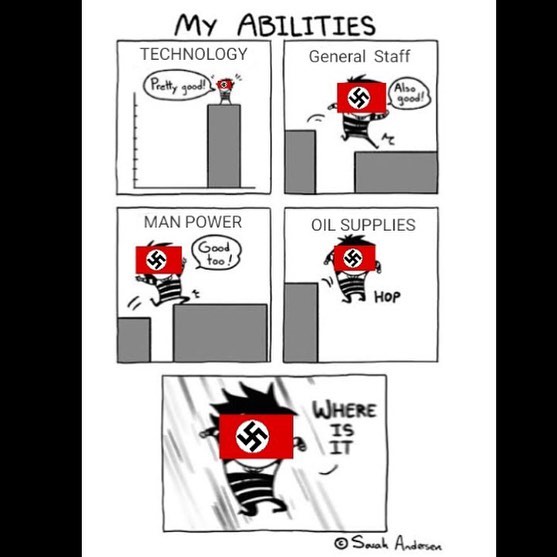 MY ABILITIES
TECHNOLOGY
Pretty good!
General Staff
Also
good!
MAN POWER
Good
too!
OIL SUPPLIES
HOP
WHERE
IS
IT
© Sarah Andersen